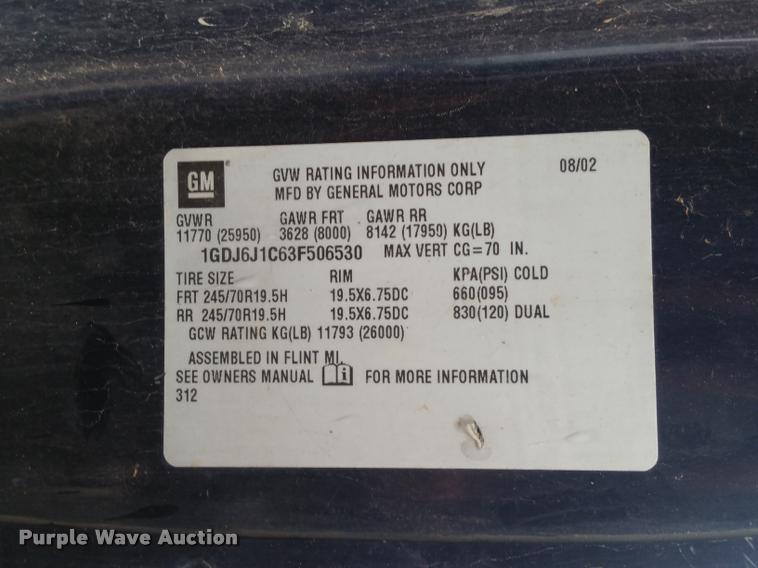 GM
GVW RATING INFORMATION ONLY 08/02
MFD BY GENERAL MOTORS CORP
GVWR GAWR FRT GAWR RR
11770 (25950) 3628 (8000) 8142 (17950) KG(LB)
1GDJ6J1C63F506530 MAX VERT CG=70 IN.
TIRE SIZE RIM KPA(PSI) COLD
FRT 245/70R19.5H 19.5X6.75DC 660(095)
RR 245/70R19.5H 19.5X6.75DC 830(120) DUAL
GCW RATING KG(LB) 11793 (26000)
ASSEMBLED IN FLINT MI.
SEE OWNERS MANUAL i FOR MORE INFORMATION
312
Purple Wave Auction